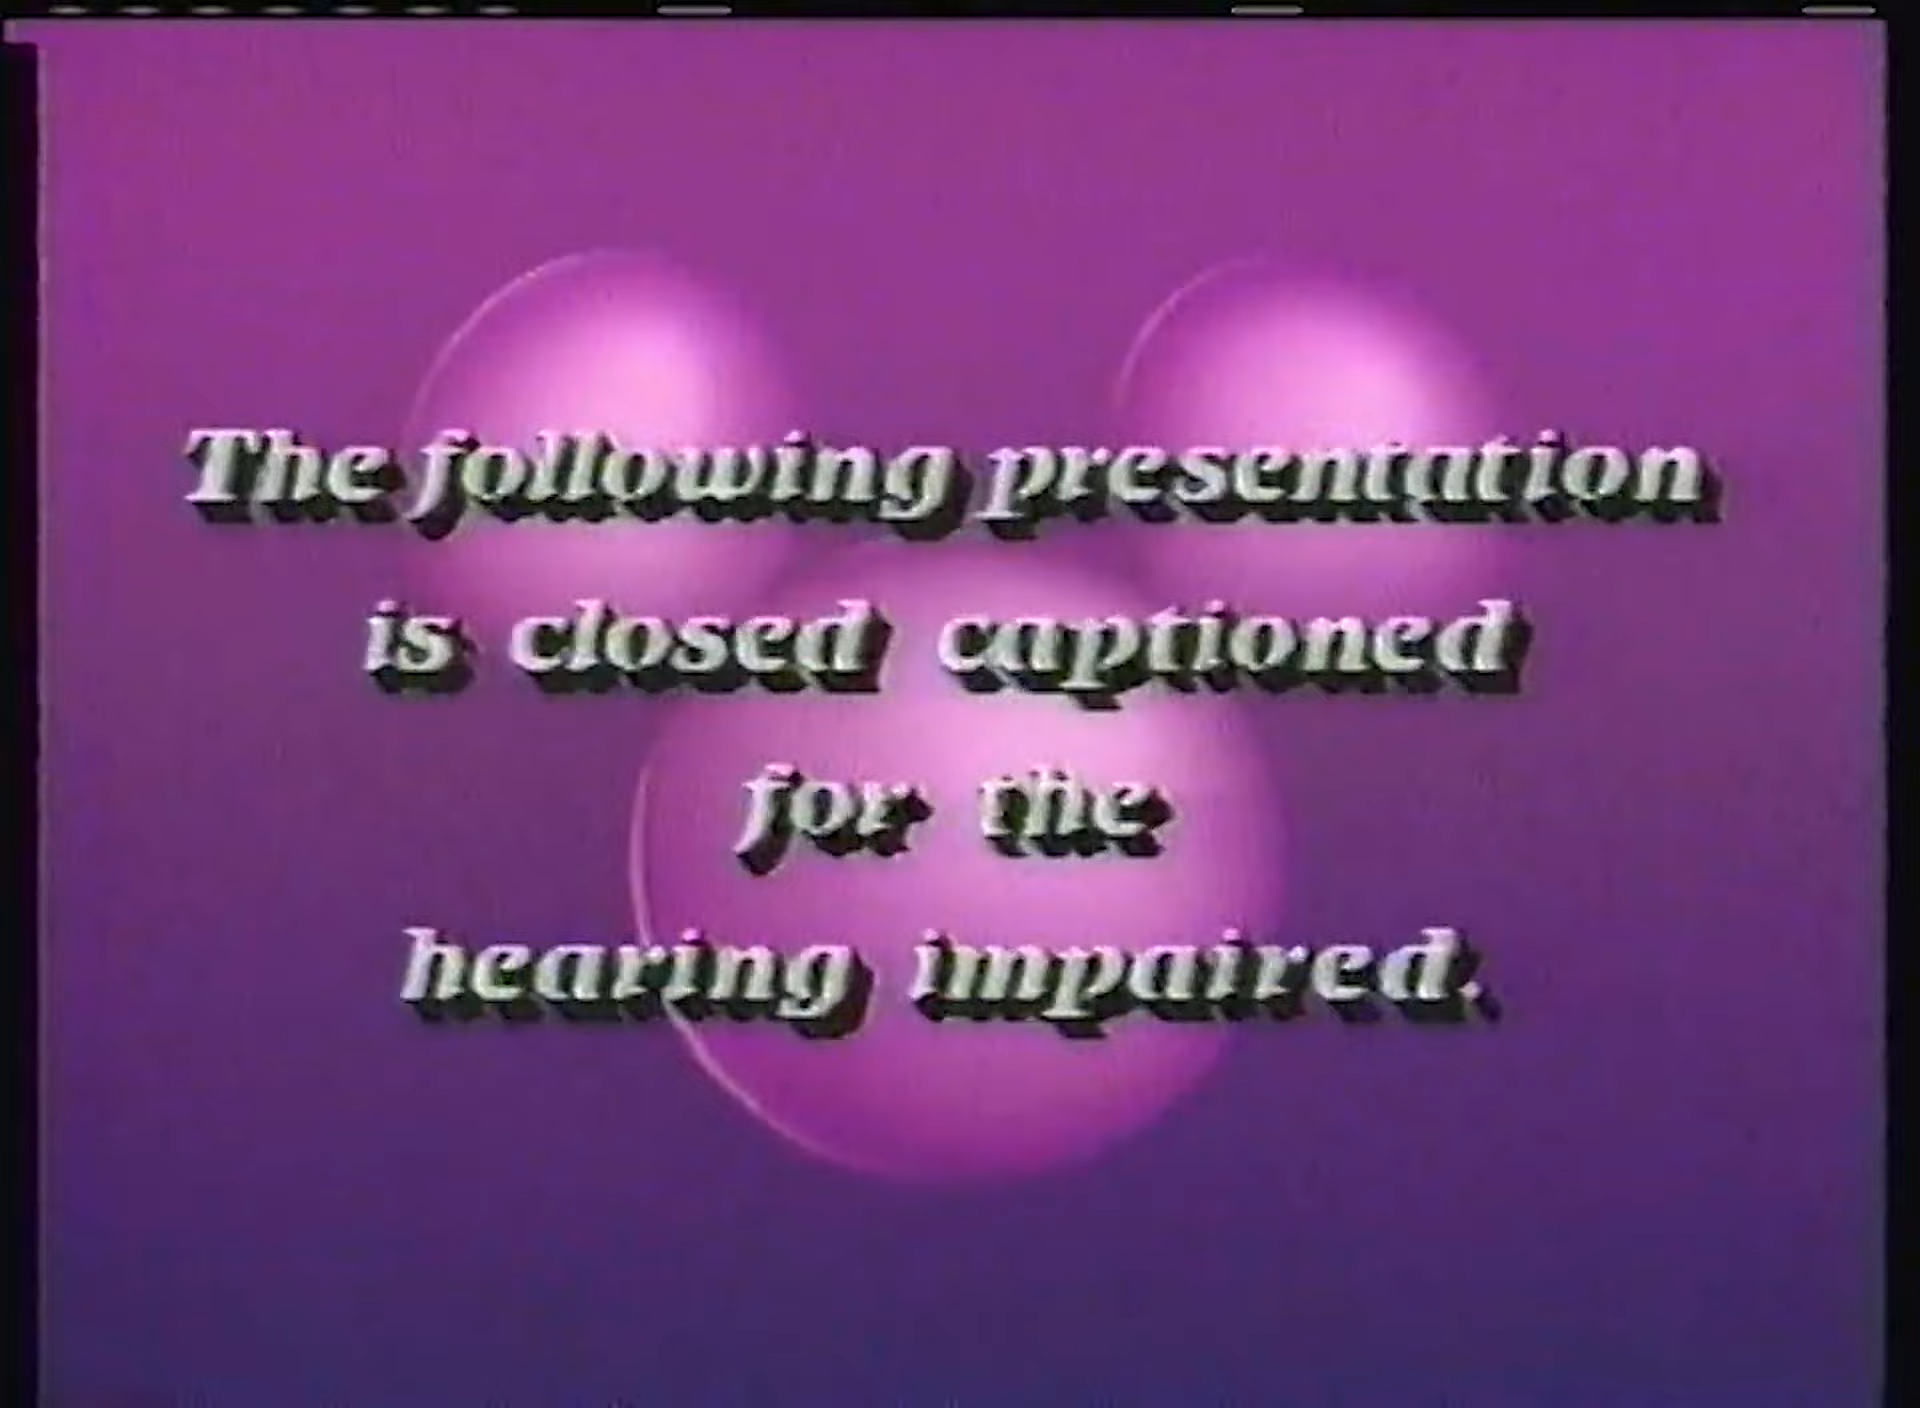 The following presentation
is closed captioned
for the
hearing impaired.